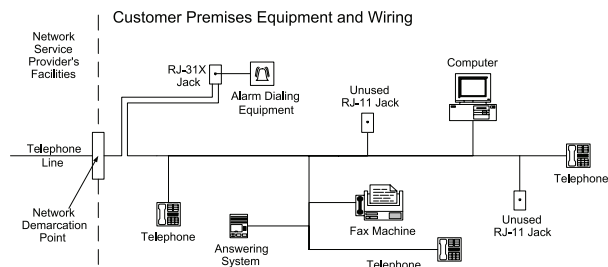 Customer Premises Equipment and Wiring
Network
Service
Provider's
Facilities
RJ-31X
Jack
Alarm Dialing
Equipment
Unused
RJ-11 Jack
Computer
Telephone
Line
Telephone
Network
Demarcation
Point
Telephone
Answering
System
Fax Machine
Unused
RJ-11 Jack
Telephone